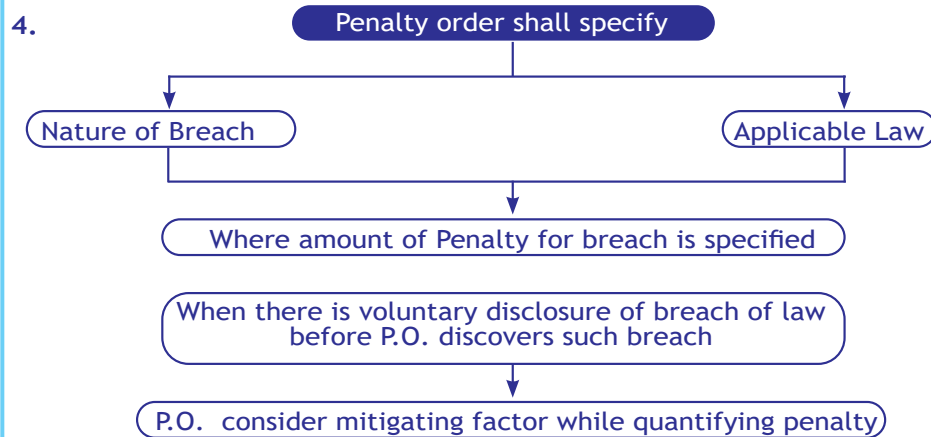 4.
Penalty order shall specify
Nature of Breach
Applicable Law
Where amount of Penalty for breach is specified
When there is voluntary disclosure of breach of law
before P.O. discovers such breach
P.O. consider mitigating factor while quantifying penalty